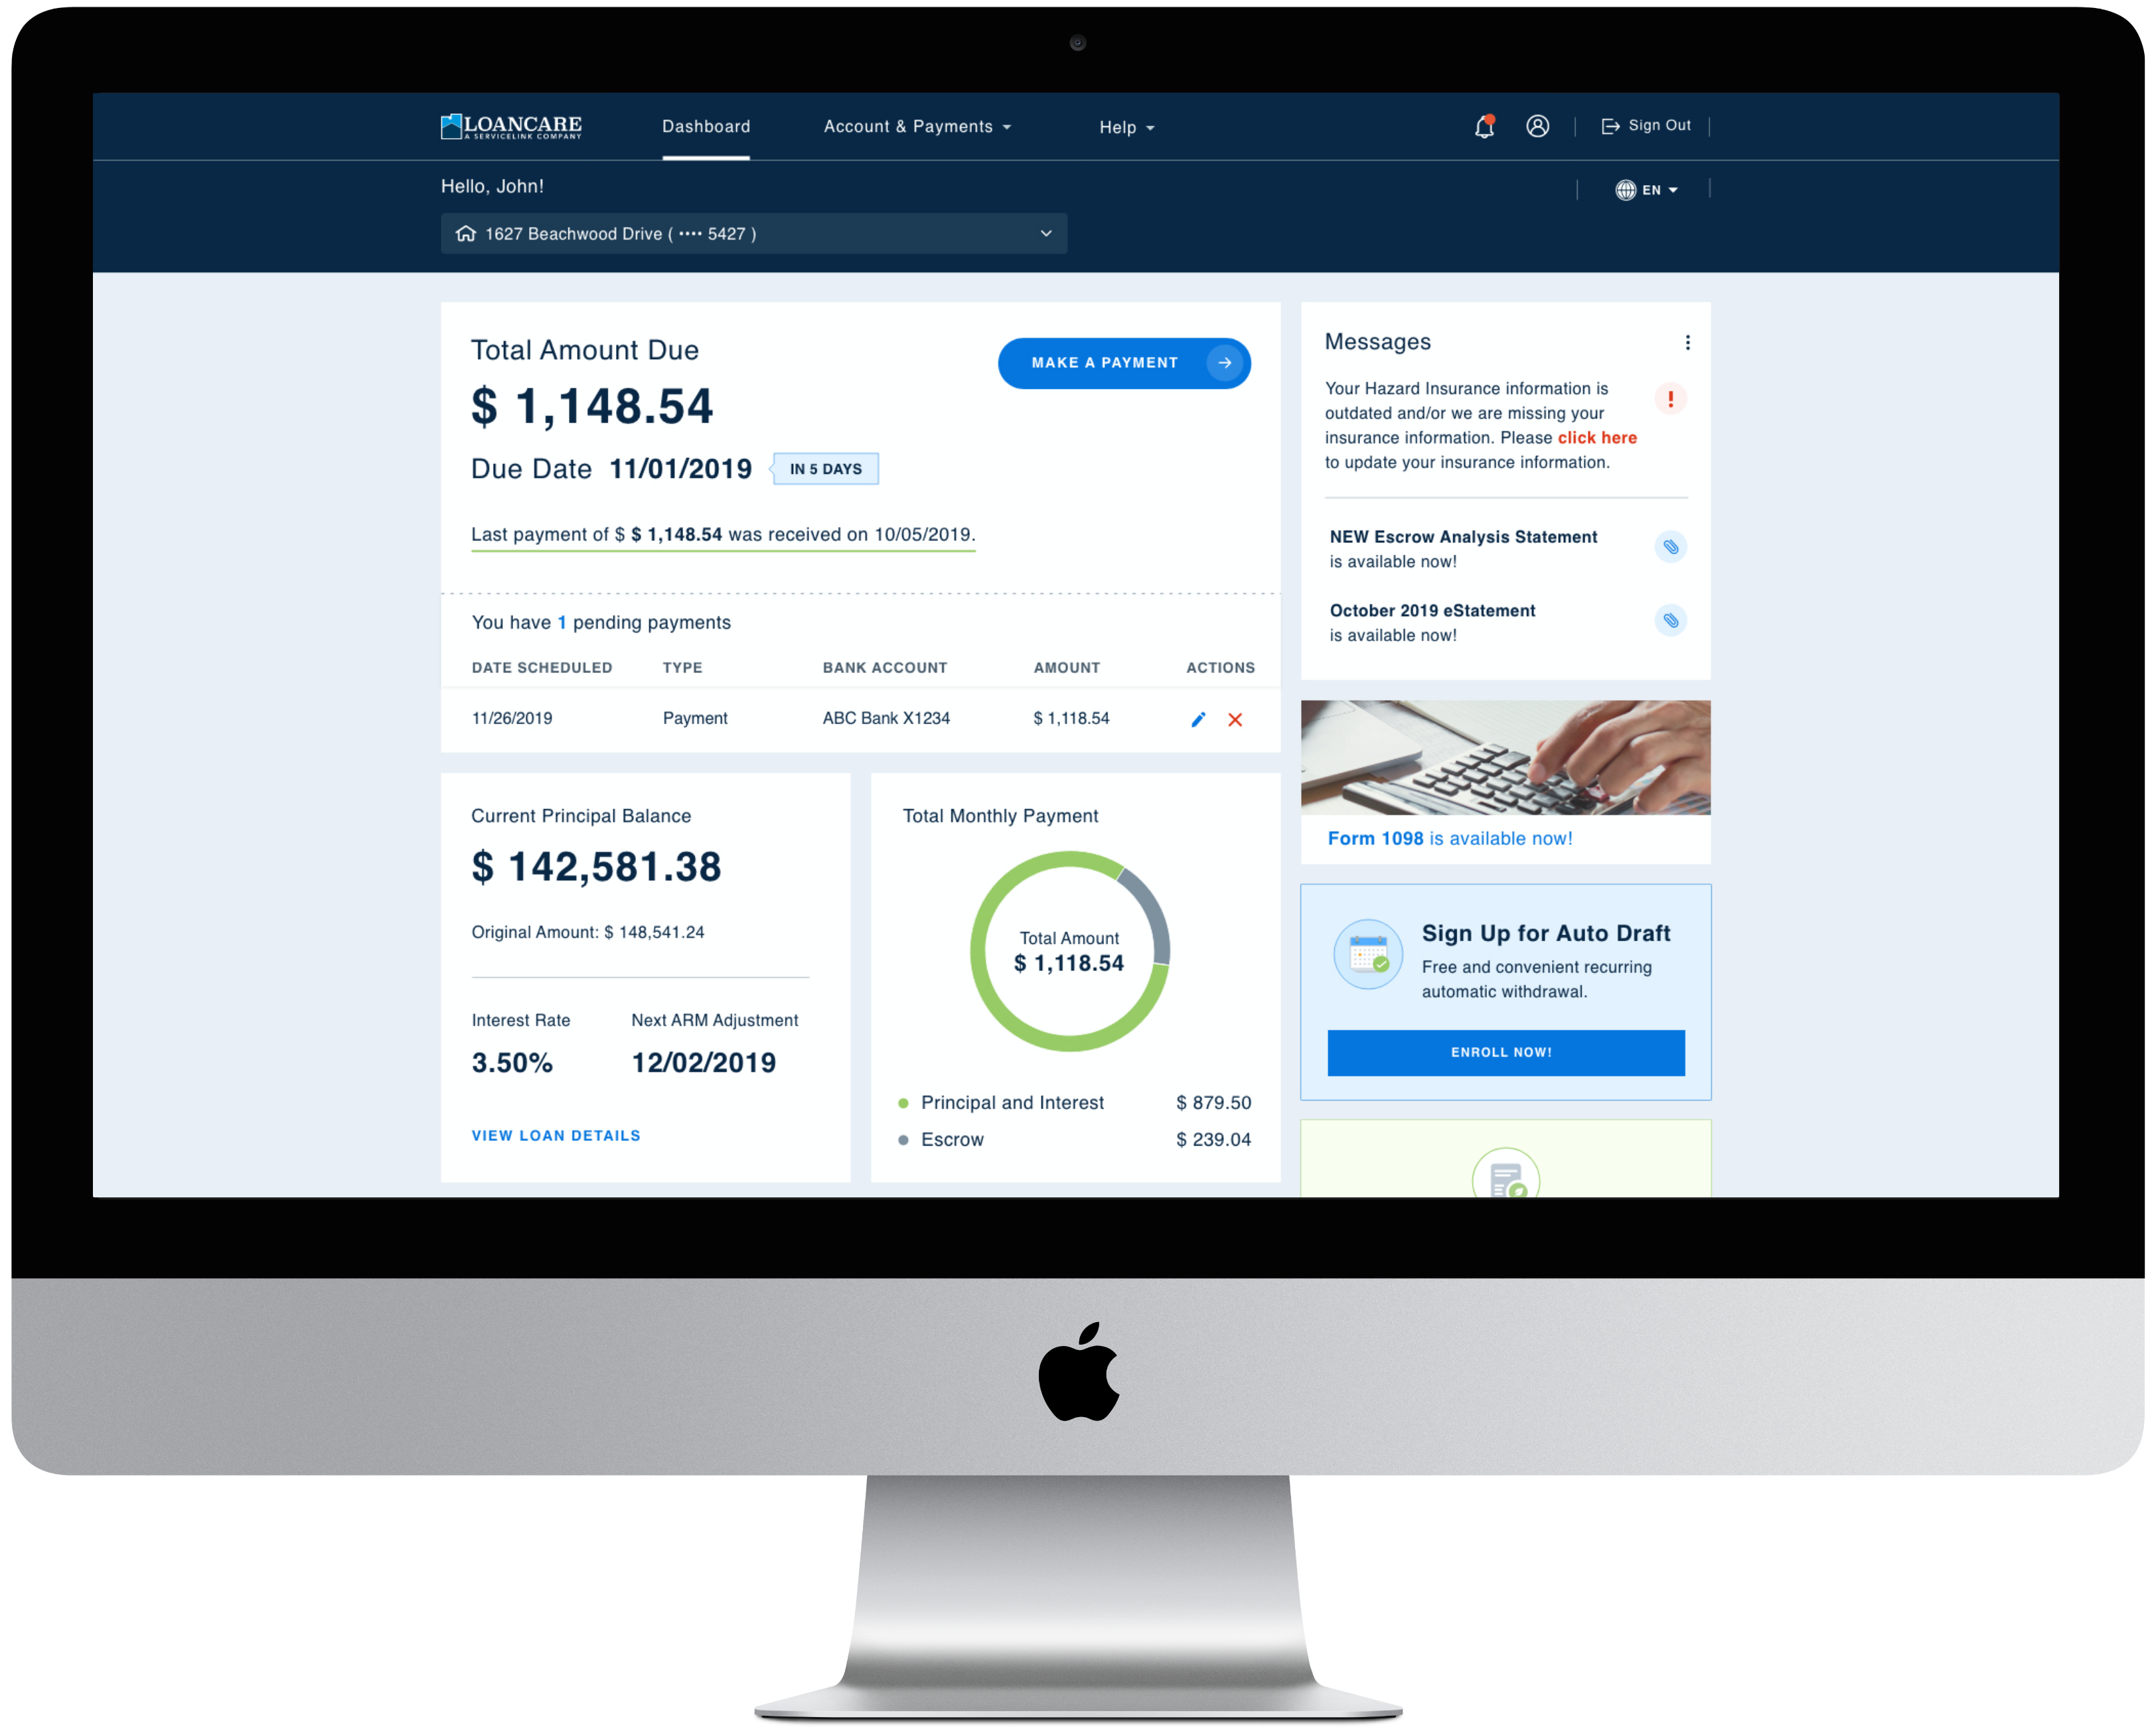 LOANCARE
A SERVICELINK COMPANY
Dashboard
Account & Payments
Help
Sign Out
Hello, John!
EN
1627 Beachwood Drive ( •••• 5427 )
Total Amount Due
MAKE A PAYMENT
$ 1,148.54
Due Date 11/01/2019
IN 5 DAYS
Last payment of $ $ 1,148.54 was received on 10/05/2019.
You have 1 pending payments
DATE SCHEDULED TYPE BANK ACCOUNT AMOUNT ACTIONS
11/26/2019 Payment ABC Bank X1234 $ 1,118.54
Current Principal Balance
$ 142,581.38
Original Amount: $ 148,541.24
Interest Rate Next ARM Adjustment
3.50% 12/02/2019
VIEW LOAN DETAILS
Total Monthly Payment
Total Amount
$ 1,118.54
Principal and Interest $ 879.50
Escrow $ 239.04
Messages
Your Hazard Insurance information is
outdated and/or we are missing your
insurance information. Please click here
to update your insurance information.
!
NEW Escrow Analysis Statement
is available now!
October 2019 eStatement
is available now!
Form 1098 is available now!
Sign Up for Auto Draft
Free and convenient recurring
automatic withdrawal.
ENROLL NOW!